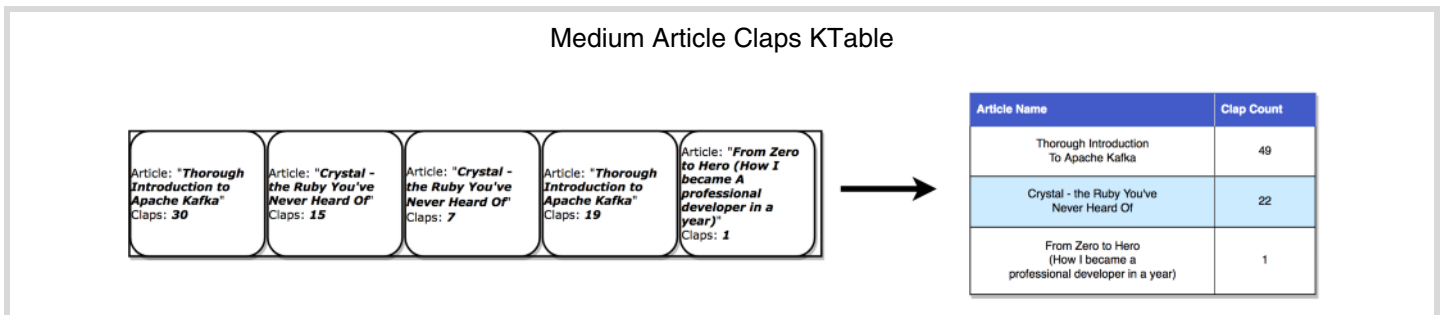 Medium Article Claps KTable
Article: "Thorough
Introduction to
Apache Kafka"
Claps: 30
Article: "Crystal -
the Ruby You've
Never Heard Of"
Claps: 15
Article: "Crystal -
the Ruby You've
Never Heard Of"
Claps: 7
Article: "Thorough
Introduction to
Apache Kafka"
Claps: 19
Article: "From Zero
to Hero (How I
became A
professional
developer in a
year)"
Claps: 1
Article Name Clap Count
Thorough Introduction
To Apache Kafka
49
Crystal - the Ruby You've
Never Heard Of
22
From Zero to Hero
(How I became a
professional developer in a year)
1